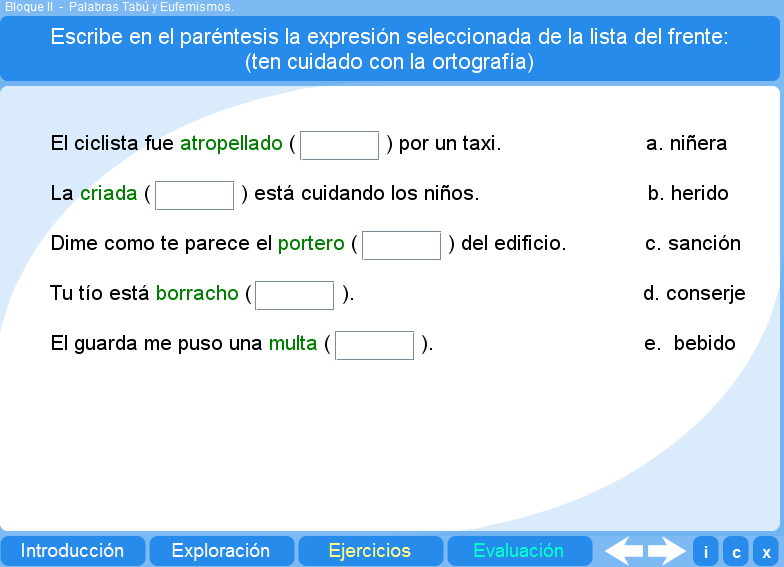 Bloque II - Palabras Tabú y Eufemismos.
Escribe en el paréntesis la expresión seleccionada de la lista del frente:
(ten cuidado con la ortografía)
El ciclista fue atropellado ( ) por un taxi. a. niñera
La criada ( ) está cuidando los niños. b. herido
Dime como te parece el portero ( ) del edificio. c. sanción
Tu tío está borracho ( ). d. conserje
El guarda me puso una multa ( ). e. bebido
Introducción Exploración Ejercicios Evaluación i c x